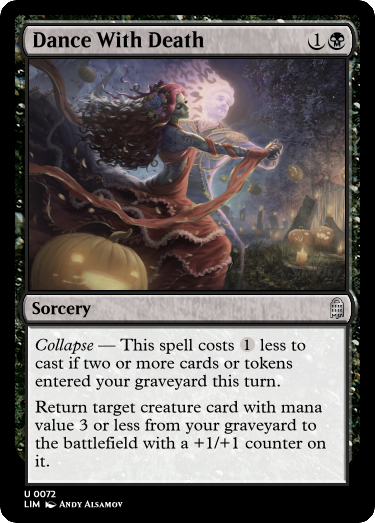 Dance With Death 1
Sorcery
Collapse — This spell costs 1 less to
cast if two or more cards or tokens
entered your graveyard this turn.
Return target creature card with mana
value 3 or less from your graveyard to
the battlefield with a +1/+1 counter on
it.
U 0072
LIM Andy Alsamov